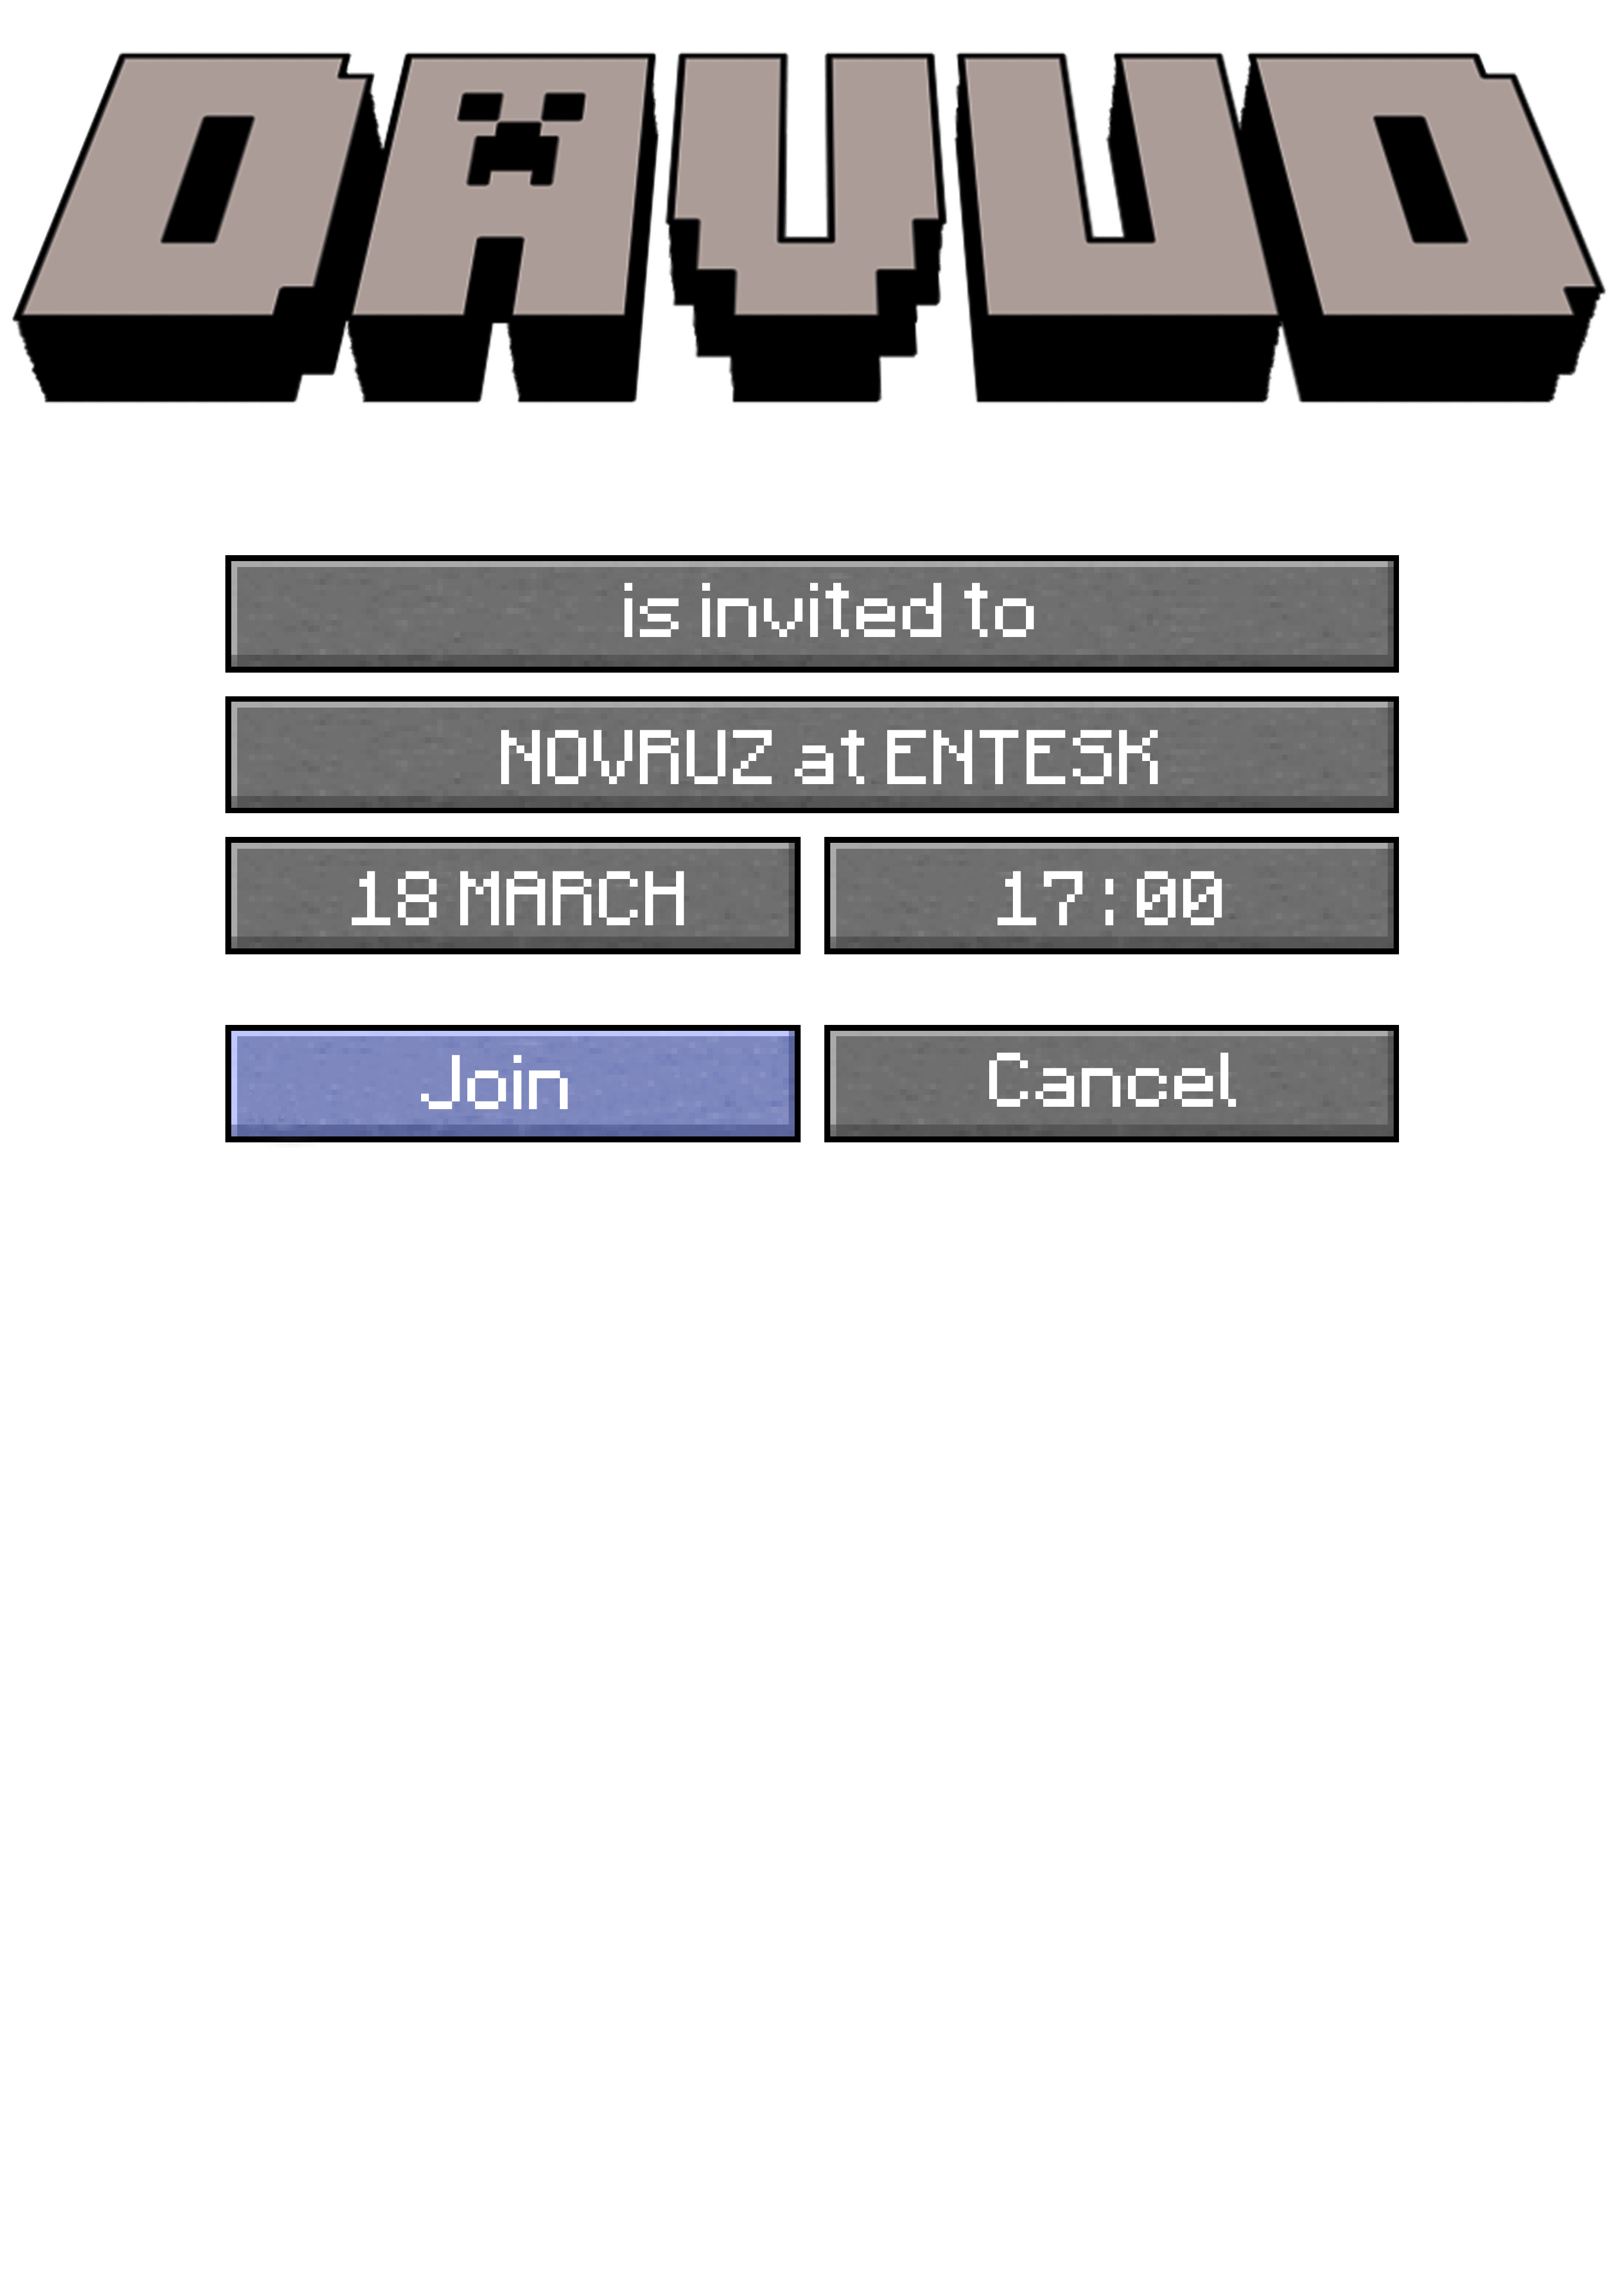 DAVUD
is invited to
NOVRUZ at ENTESK
18 MARCH 17:00
Join Cancel